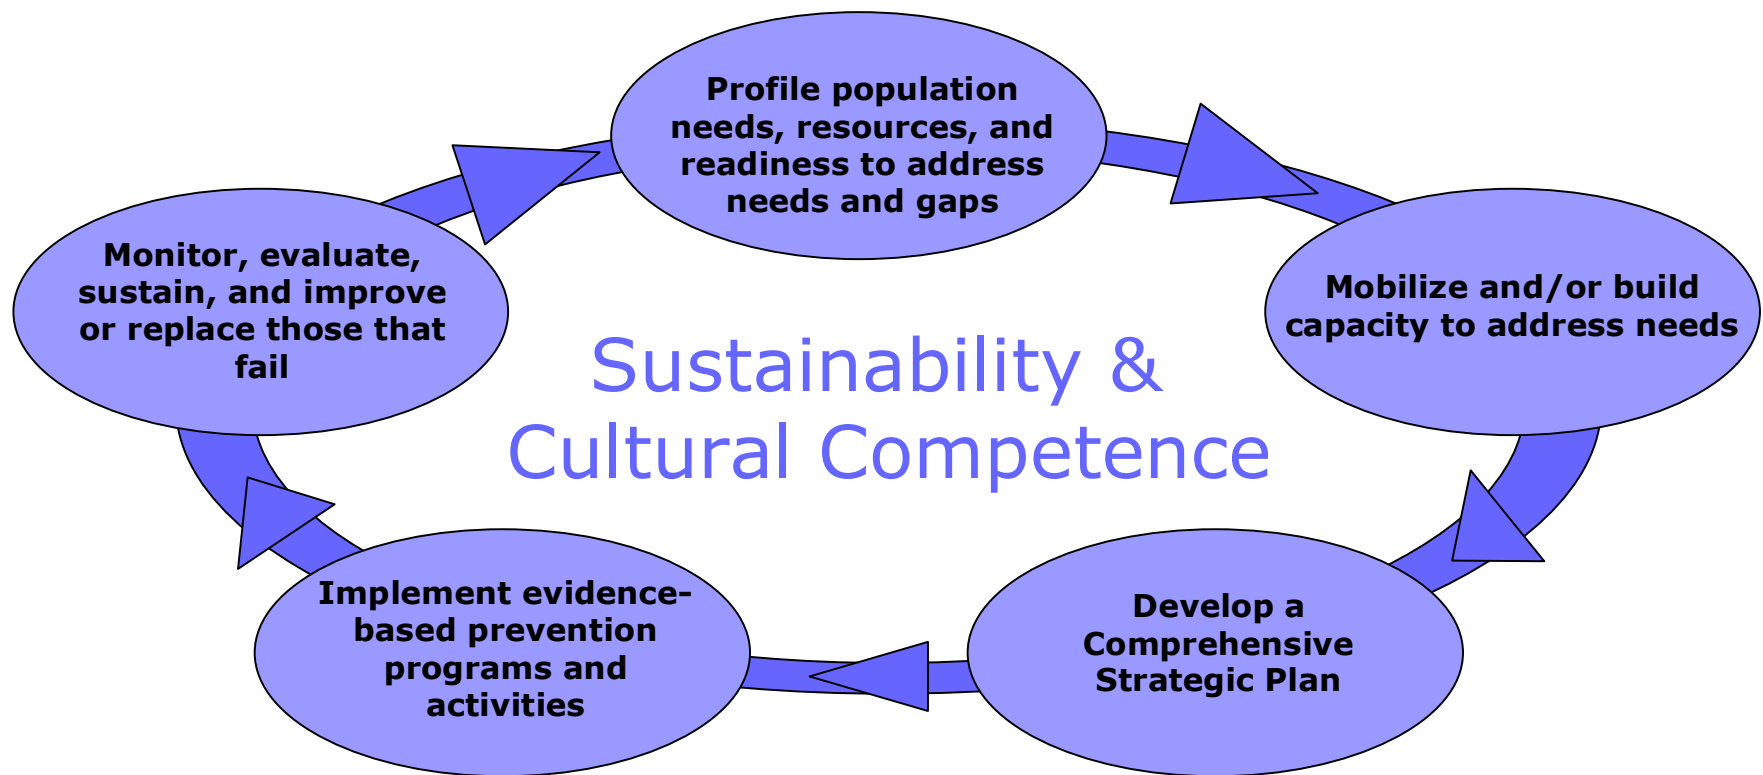 Profile population
needs, resources, and
readiness to address
needs and gaps
Mobilize and/or build
capacity to address needs
Develop a
Comprehensive
Strategic Plan
Implement evidence-
based prevention
programs and
activities
Monitor, evaluate,
sustain, and improve
or replace those that
fail
Sustainability &
Cultural Competence